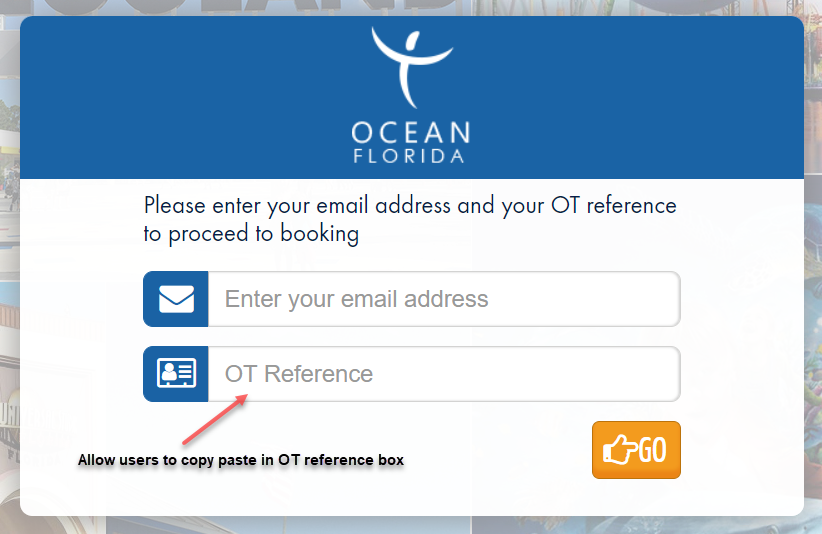 OCEAN
FLORIDA
Please enter your email address and your OT reference
to proceed to booking
Enter your email address
OT Reference
Allow users to copy paste in OT reference box
GO